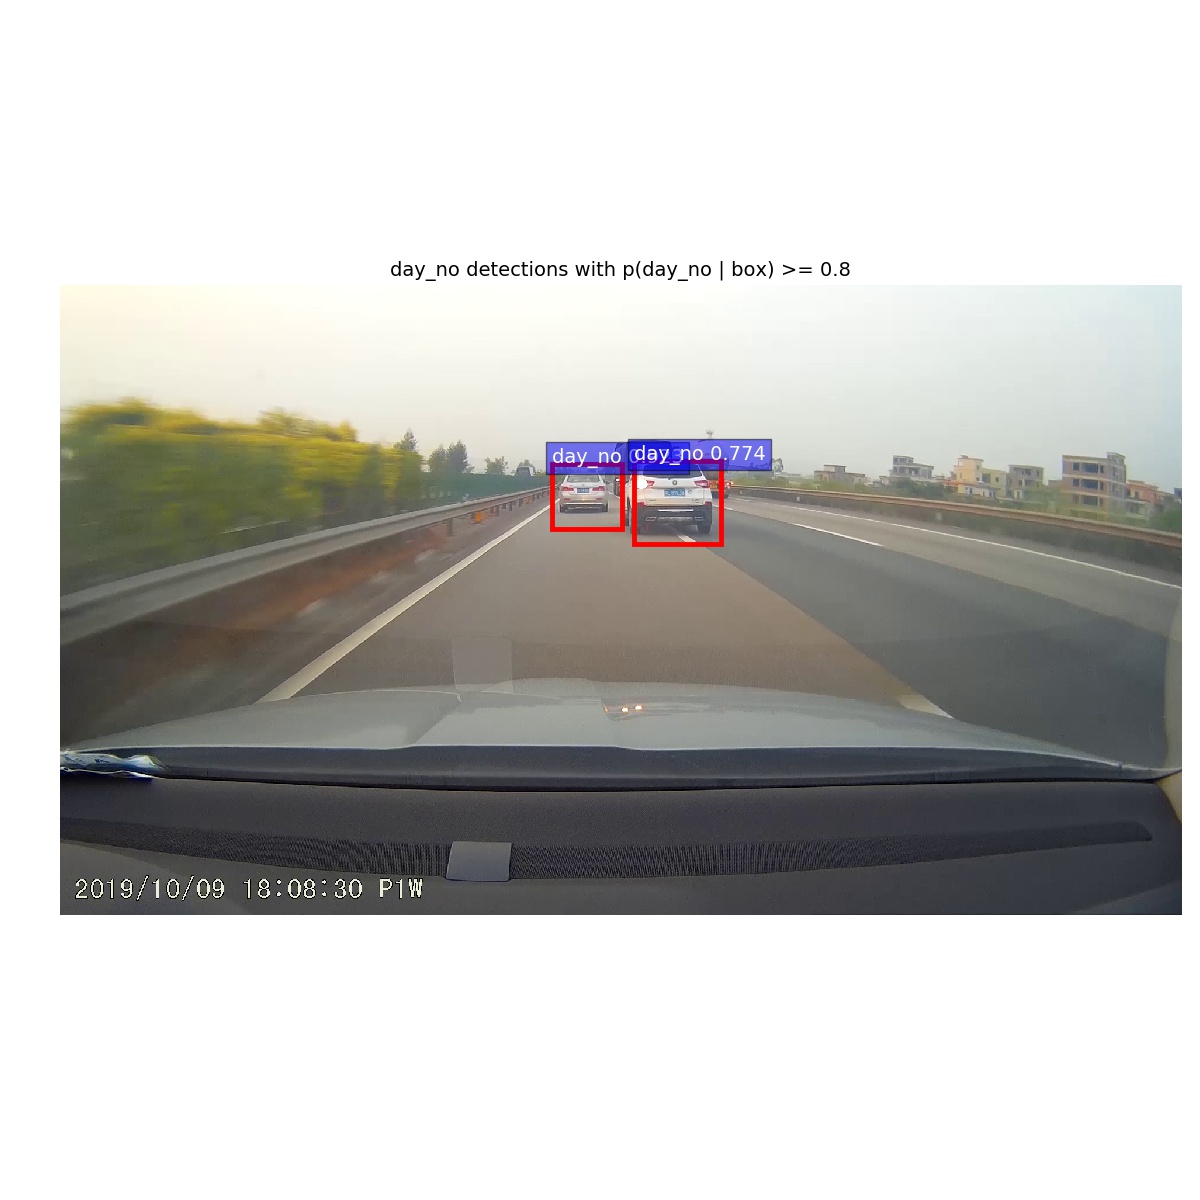 day_no detections with p(day_no | box) >= 0.8
day_no
day_no 0.774
2019/10/09 18:08:30 P1W